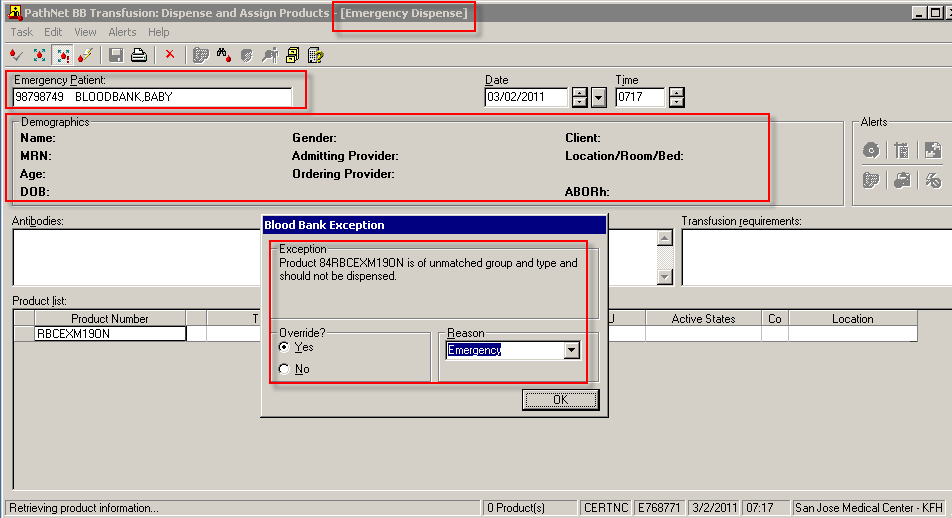 PathNet BB Transfusion: Dispense and Assign Products - [Emergency Dispense]
Task Edit View Alerts Help
Emergency Patient: Date Time
98798749 BLOODBANK,BABY 03/02/2011 0717
Demographics Alerts
Name: Gender: Client:
MRN: Admitting Provider: Location/Room/Bed:
Age: Ordering Provider:
DOB: ABORh:
Antibodies: Transfusion requirements:
Blood Bank Exception
Exception
Product 84RBCEXM19ON is of unmatched group and type and
should not be dispensed.
Product list:
Product Number T U Active States Co Location
RBCEXM19ON
Override? Reason
Yes Emergency
No
OK
Retrieving product information... 0 Product(s) CERTNC E768771 3/2/2011 07:17 San Jose Medical Center - KFH